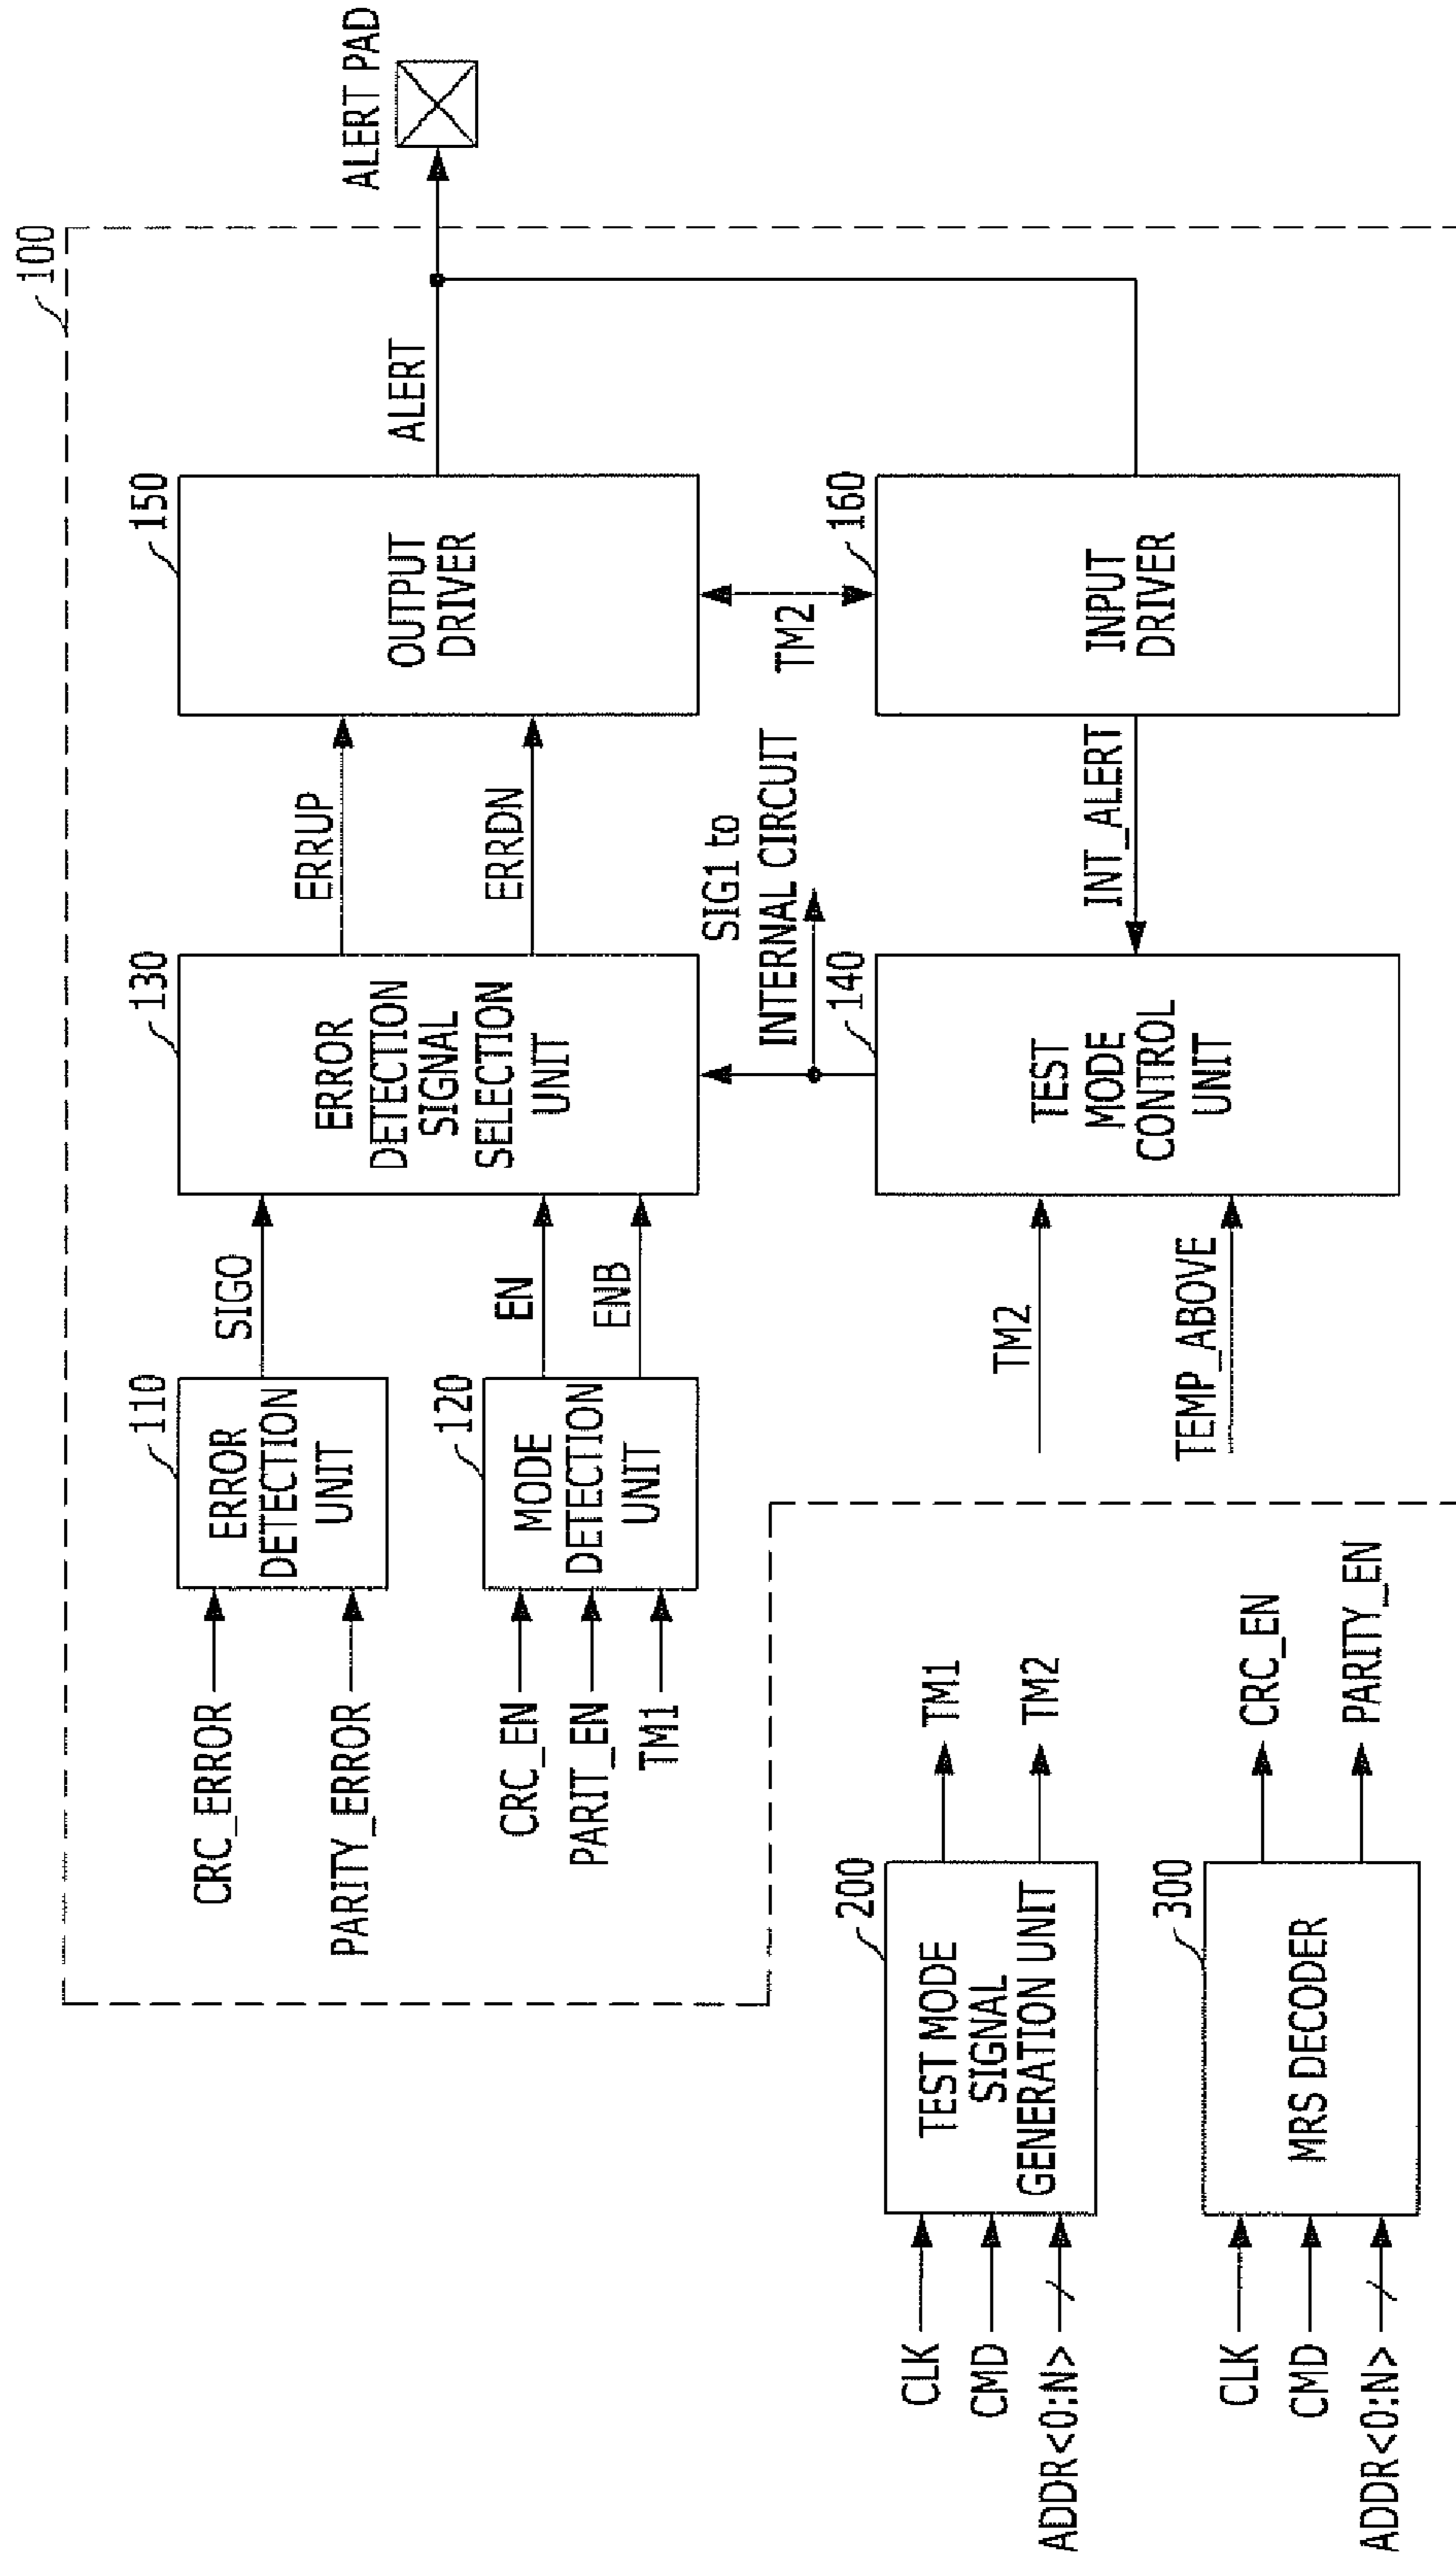 100
110
ERROR
DETECTION
UNIT
CRC_ERROR
PARITY_ERROR
SIG0
120
MODE
DETECTION
UNIT
CRC_EN
PARIT_EN
TM1
EN
ENB
130
ERROR
DETECTION
SIGNAL
SELECTION
UNIT
ERRUP
ERRDN
150
OUTPUT
DRIVER
ALERT
ALERT PAD
SIG1 to
INTERNAL CIRCUIT
TM2
140
TEST
MODE
CONTROL
UNIT
TM2
TEMP_ABOVE
INT_ALERT
160
INPUT
DRIVER
200
TEST MODE
SIGNAL
GENERATION UNIT
CLK
CMD
ADDR<0:N>
TM1
TM2
300
MRS DECODER
CLK
CMD
ADDR<0:N>
CRC_EN
PARITY_EN